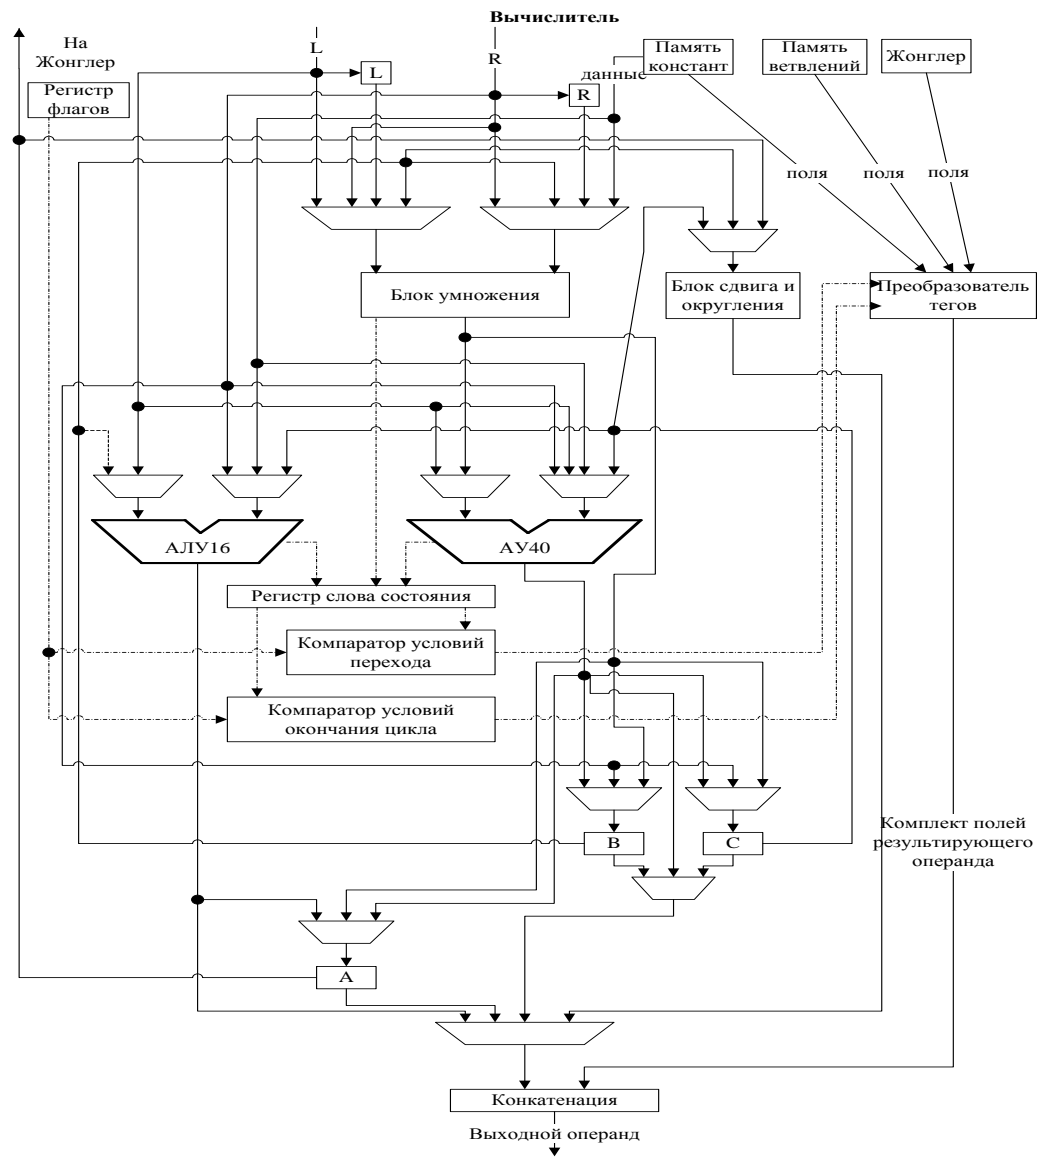 Вычислитель
На
Жонглер
L
R
Память
констант
Память
ветвлений
Жонглер
L
данные
Регистр
флагов
R
поля
поля
поля
Блок умножения
Блок сдвига и
округления
Преобразователь
тегов
АЛУ16
АУ40
Регистр слова состояния
Компаратор условий
перехода
Компаратор условий
окончания цикла
B
C
Комплект полей
результирующего
операнда
A
Конкатенация
Выходной операнд